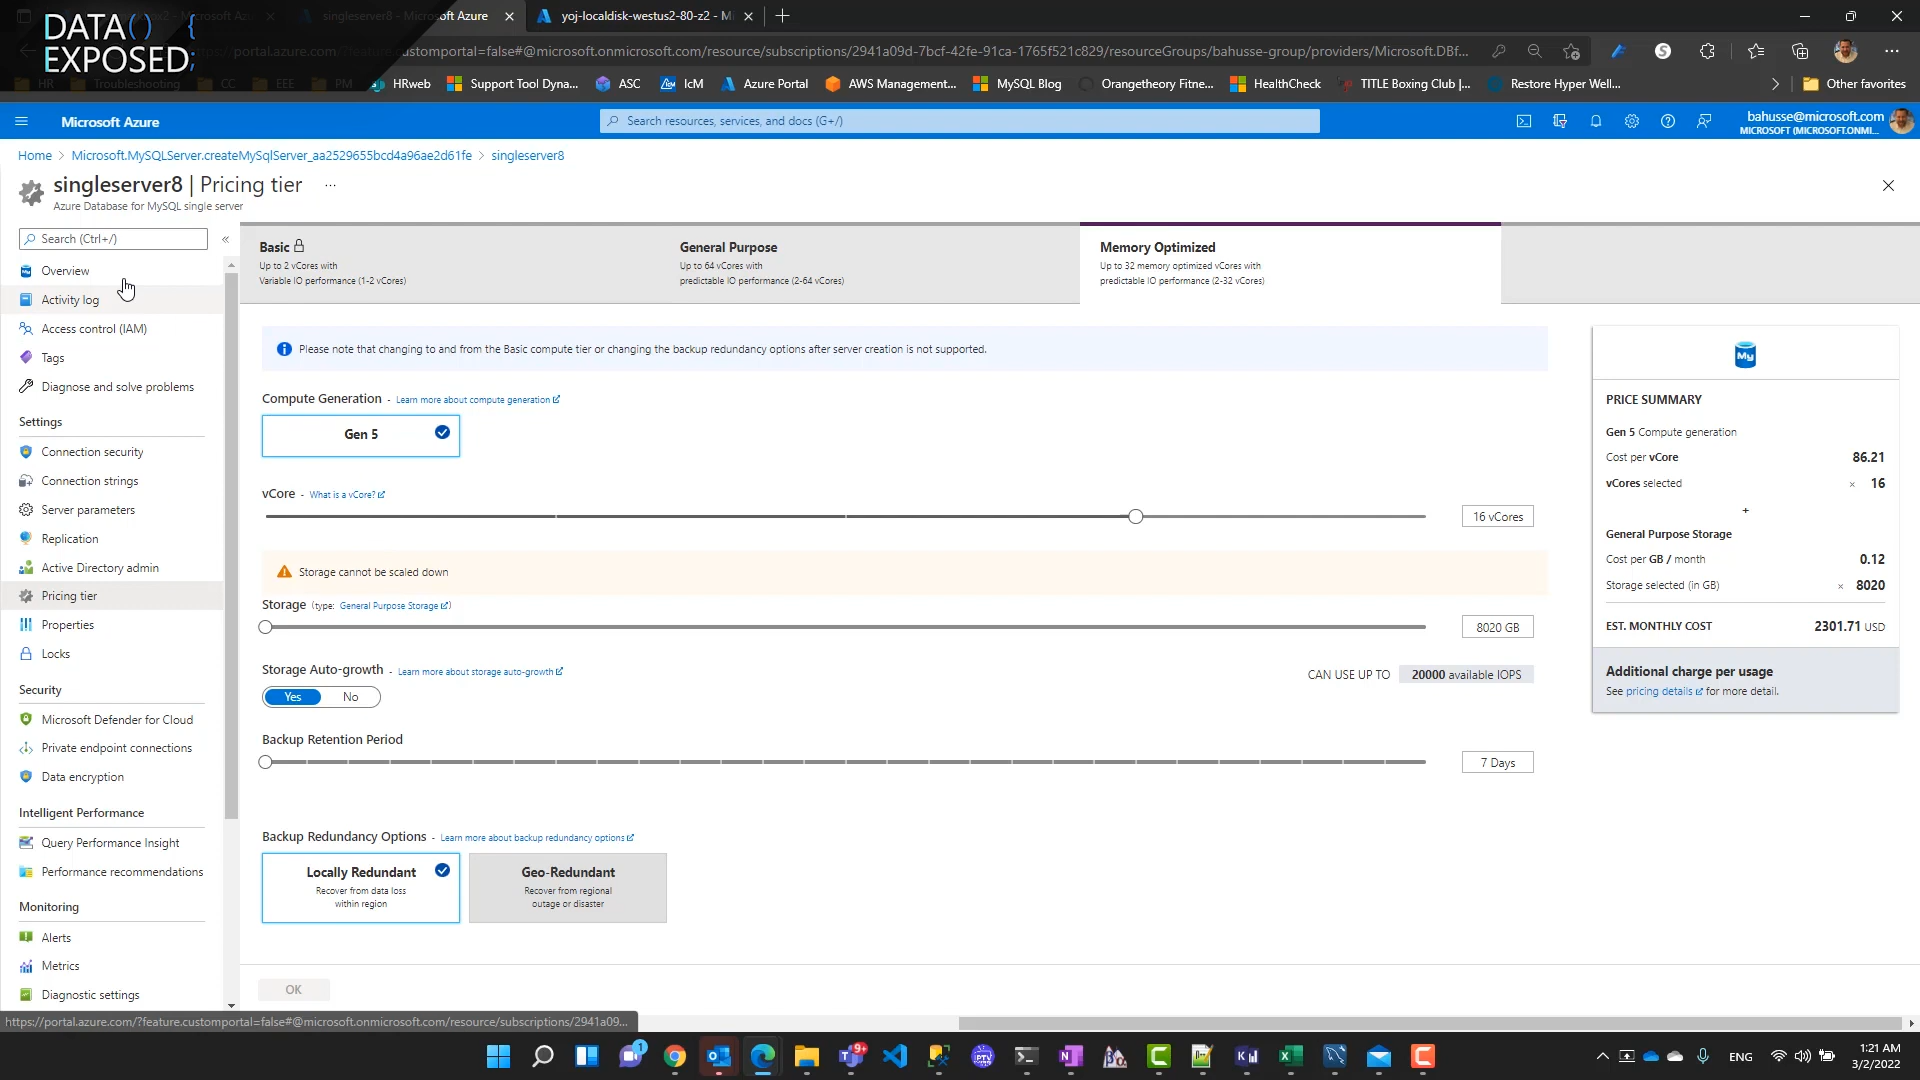 DATA() {
EXPOSED;
singleserver8 - Microsoft Azure
yoj-localdisk-westus2-80-z2 - Mi
https://portal.azure.com/?feature.customportal=false#@microsoft.onmicrosoft.com/resource/subscriptions/2941a09d-7bcf-42fe-91ca-1765f521c829/resourceGroups/bahusse-group/providers/Microsoft.DBf...
HR
Troubleshooting
CC
EEE
PM
HRweb
Support Tool Dyna...
ASC
IcM
Azure Portal
AWS Management...
MySQL Blog
Orangetheory Fitne...
HealthCheck
TITLE Boxing Club |...
Restore Hyper Well...
Other favorites
Microsoft Azure
Search resources, services, and docs (G+/)
bahusse@microsoft.com
MICROSOFT (MICROSOFT.ONMI...
Home > Microsoft.MySQLServer.createMySqlServer_aa2529655bcd4a96ae2d61fe > singleserver8
singleserver8 | Pricing tier ...
Azure Database for MySQL single server
Search (Ctrl+/)
«
Overview
Activity log
Access control (IAM)
Tags
Diagnose and solve problems
Settings
Connection security
Connection strings
Server parameters
Replication
Active Directory admin
Pricing tier
Properties
Locks
Security
Microsoft Defender for Cloud
Private endpoint connections
Data encryption
Intelligent Performance
Query Performance Insight
Performance recommendations
Monitoring
Alerts
Metrics
Diagnostic settings
Basic
Up to 2 vCores with
Variable IO performance (1-2 vCores)
General Purpose
Up to 64 vCores with
predictable IO performance (2-64 vCores)
Memory Optimized
Up to 32 memory optimized vCores with
predictable IO performance (2-32 vCores)
Please note that changing to and from the Basic compute tier or changing the backup redundancy options after server creation is not supported.
Compute Generation - Learn more about compute generation
Gen 5
vCore - What is a vCore?
16 vCores
Storage cannot be scaled down
Storage (type: General Purpose Storage)
8020 GB
Storage Auto-growth - Learn more about storage auto-growth
CAN USE UP TO 20000 available IOPS
Yes No
Backup Retention Period
7 Days
Backup Redundancy Options - Learn more about backup redundancy options
Locally Redundant
Recover from data loss
within region
Geo-Redundant
Recover from regional
outage or disaster
OK
My
PRICE SUMMARY
Gen 5 Compute generation
Cost per vCore 86.21
vCores selected × 16
+
General Purpose Storage
Cost per GB / month 0.12
Storage selected (in GB) × 8020
EST. MONTHLY COST 2301.71 USD
Additional charge per usage
See pricing details for more detail.
https://portal.azure.com/?feature.customportal=false#@microsoft.onmicrosoft.com/resource/subscriptions/2941a09...
1
9+
ENG
1:21 AM
3/2/2022